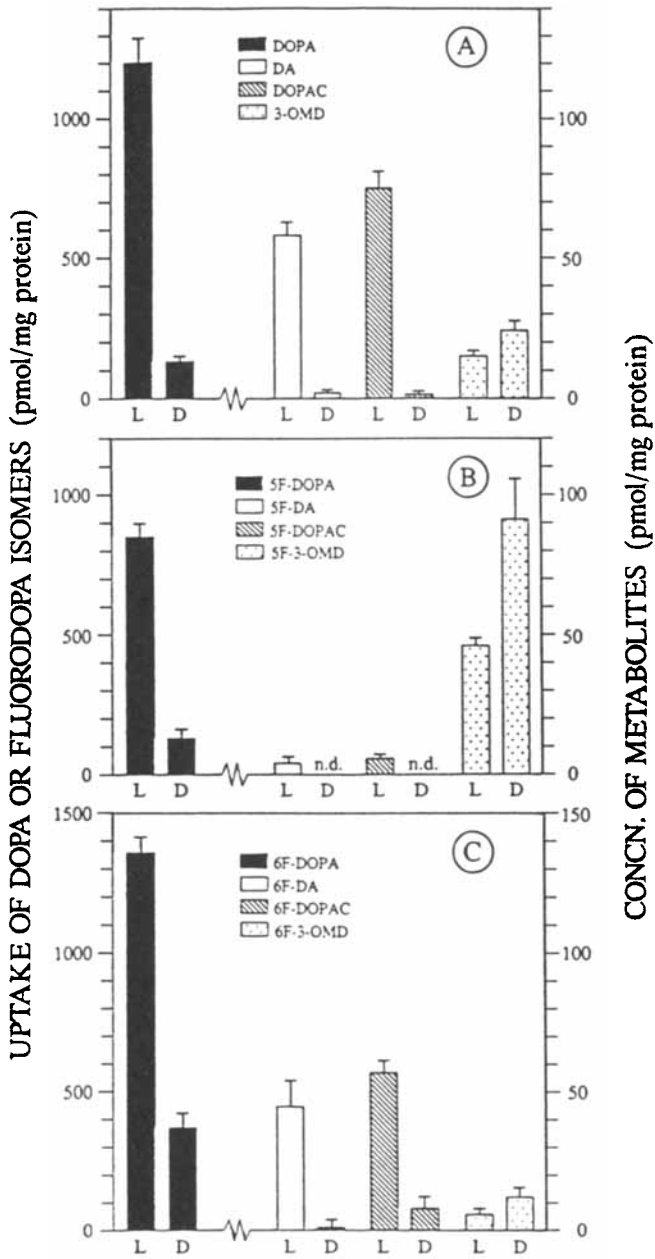 UPTAKE OF DOPA OR FLUORODOPA ISOMERS (pmol/mg protein)
CONCN. OF METABOLITES (pmol/mg protein)
A
DOPA
DA
DOPAC
3-OMD
1000
500
0
100
50
0
L D L D L D L D
B
5F-DOPA
5F-DA
5F-DOPAC
5F-3-OMD
1000
500
0
n.d. n.d.
100
50
0
L D L D L D L D
C
6F-DOPA
6F-DA
6F-DOPAC
6F-3-OMD
1500
1000
500
0
150
100
50
0
L D L D L D L D